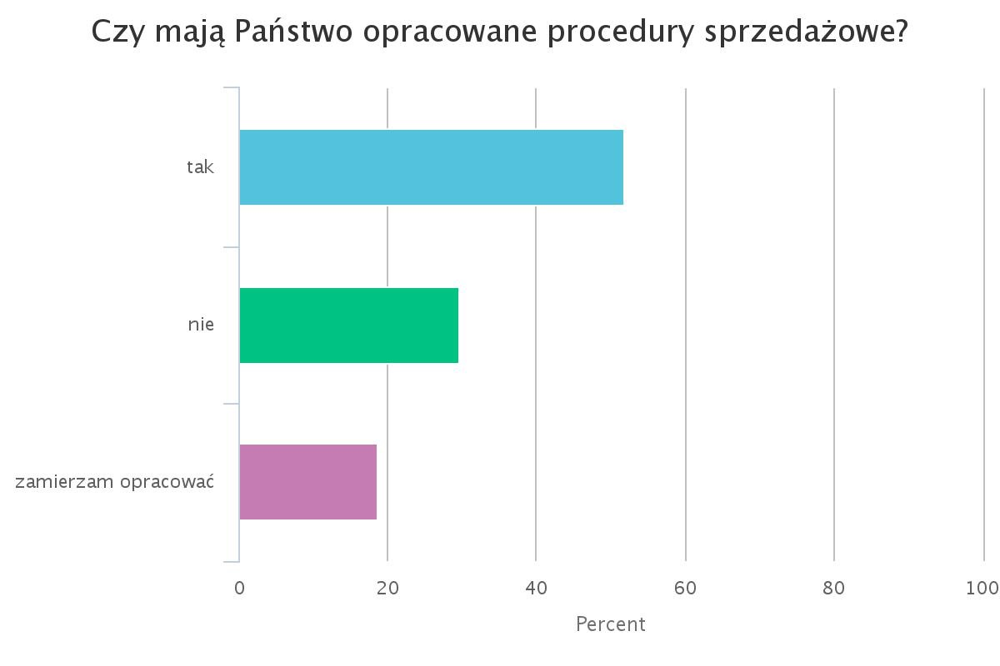 Czy mają Państwo opracowane procedury sprzedażowe?
tak
nie
zamierzam opracować
0 20 40 60 80 100
Percent